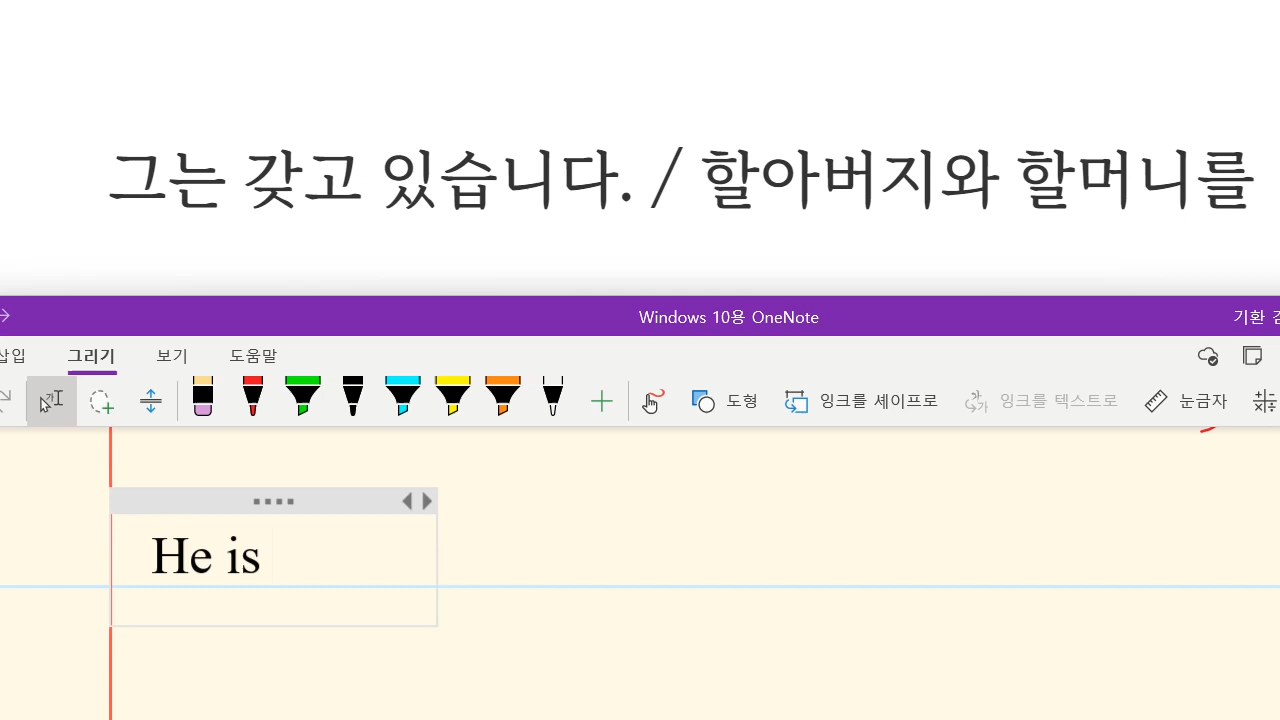 그는 갖고 있습니다. / 할아버지와 할머니를
Windows 10용 OneNote
기환
삽입 그리기 보기 도움말
도형 잉크를 셰이프로 잉크를 텍스트로 눈금자
He is